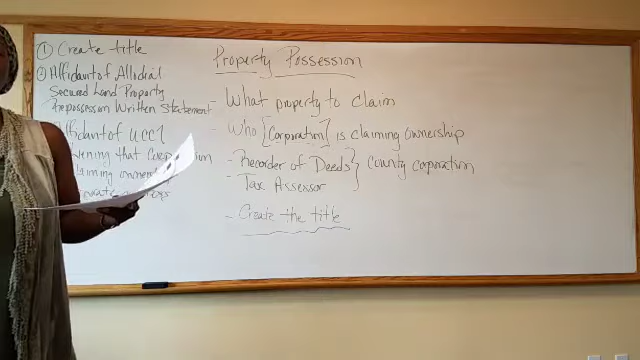 ① Create title
② Affidavit of Allodial
Secured Land Property
Repossession Written Statement
Affidavit of UCC1
Property Possession
- What property to claim
- Who [Corporation] is claiming ownership
- Recorder of Deeds } County Corporation
- Tax Assessor
- Create the title